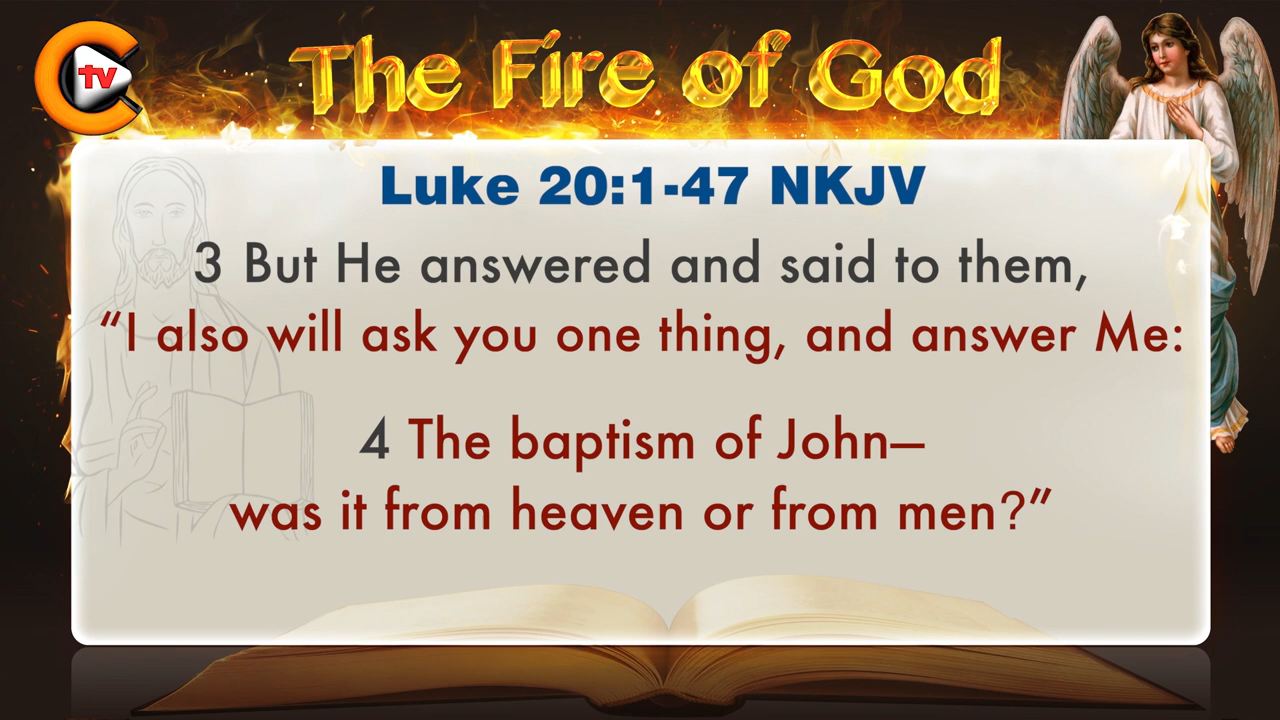 tv
The Fire of God
Luke 20:1-47 NKJV
3 But He answered and said to them,
“I also will ask you one thing, and answer Me:
4 The baptism of John—
was it from heaven or from men?”